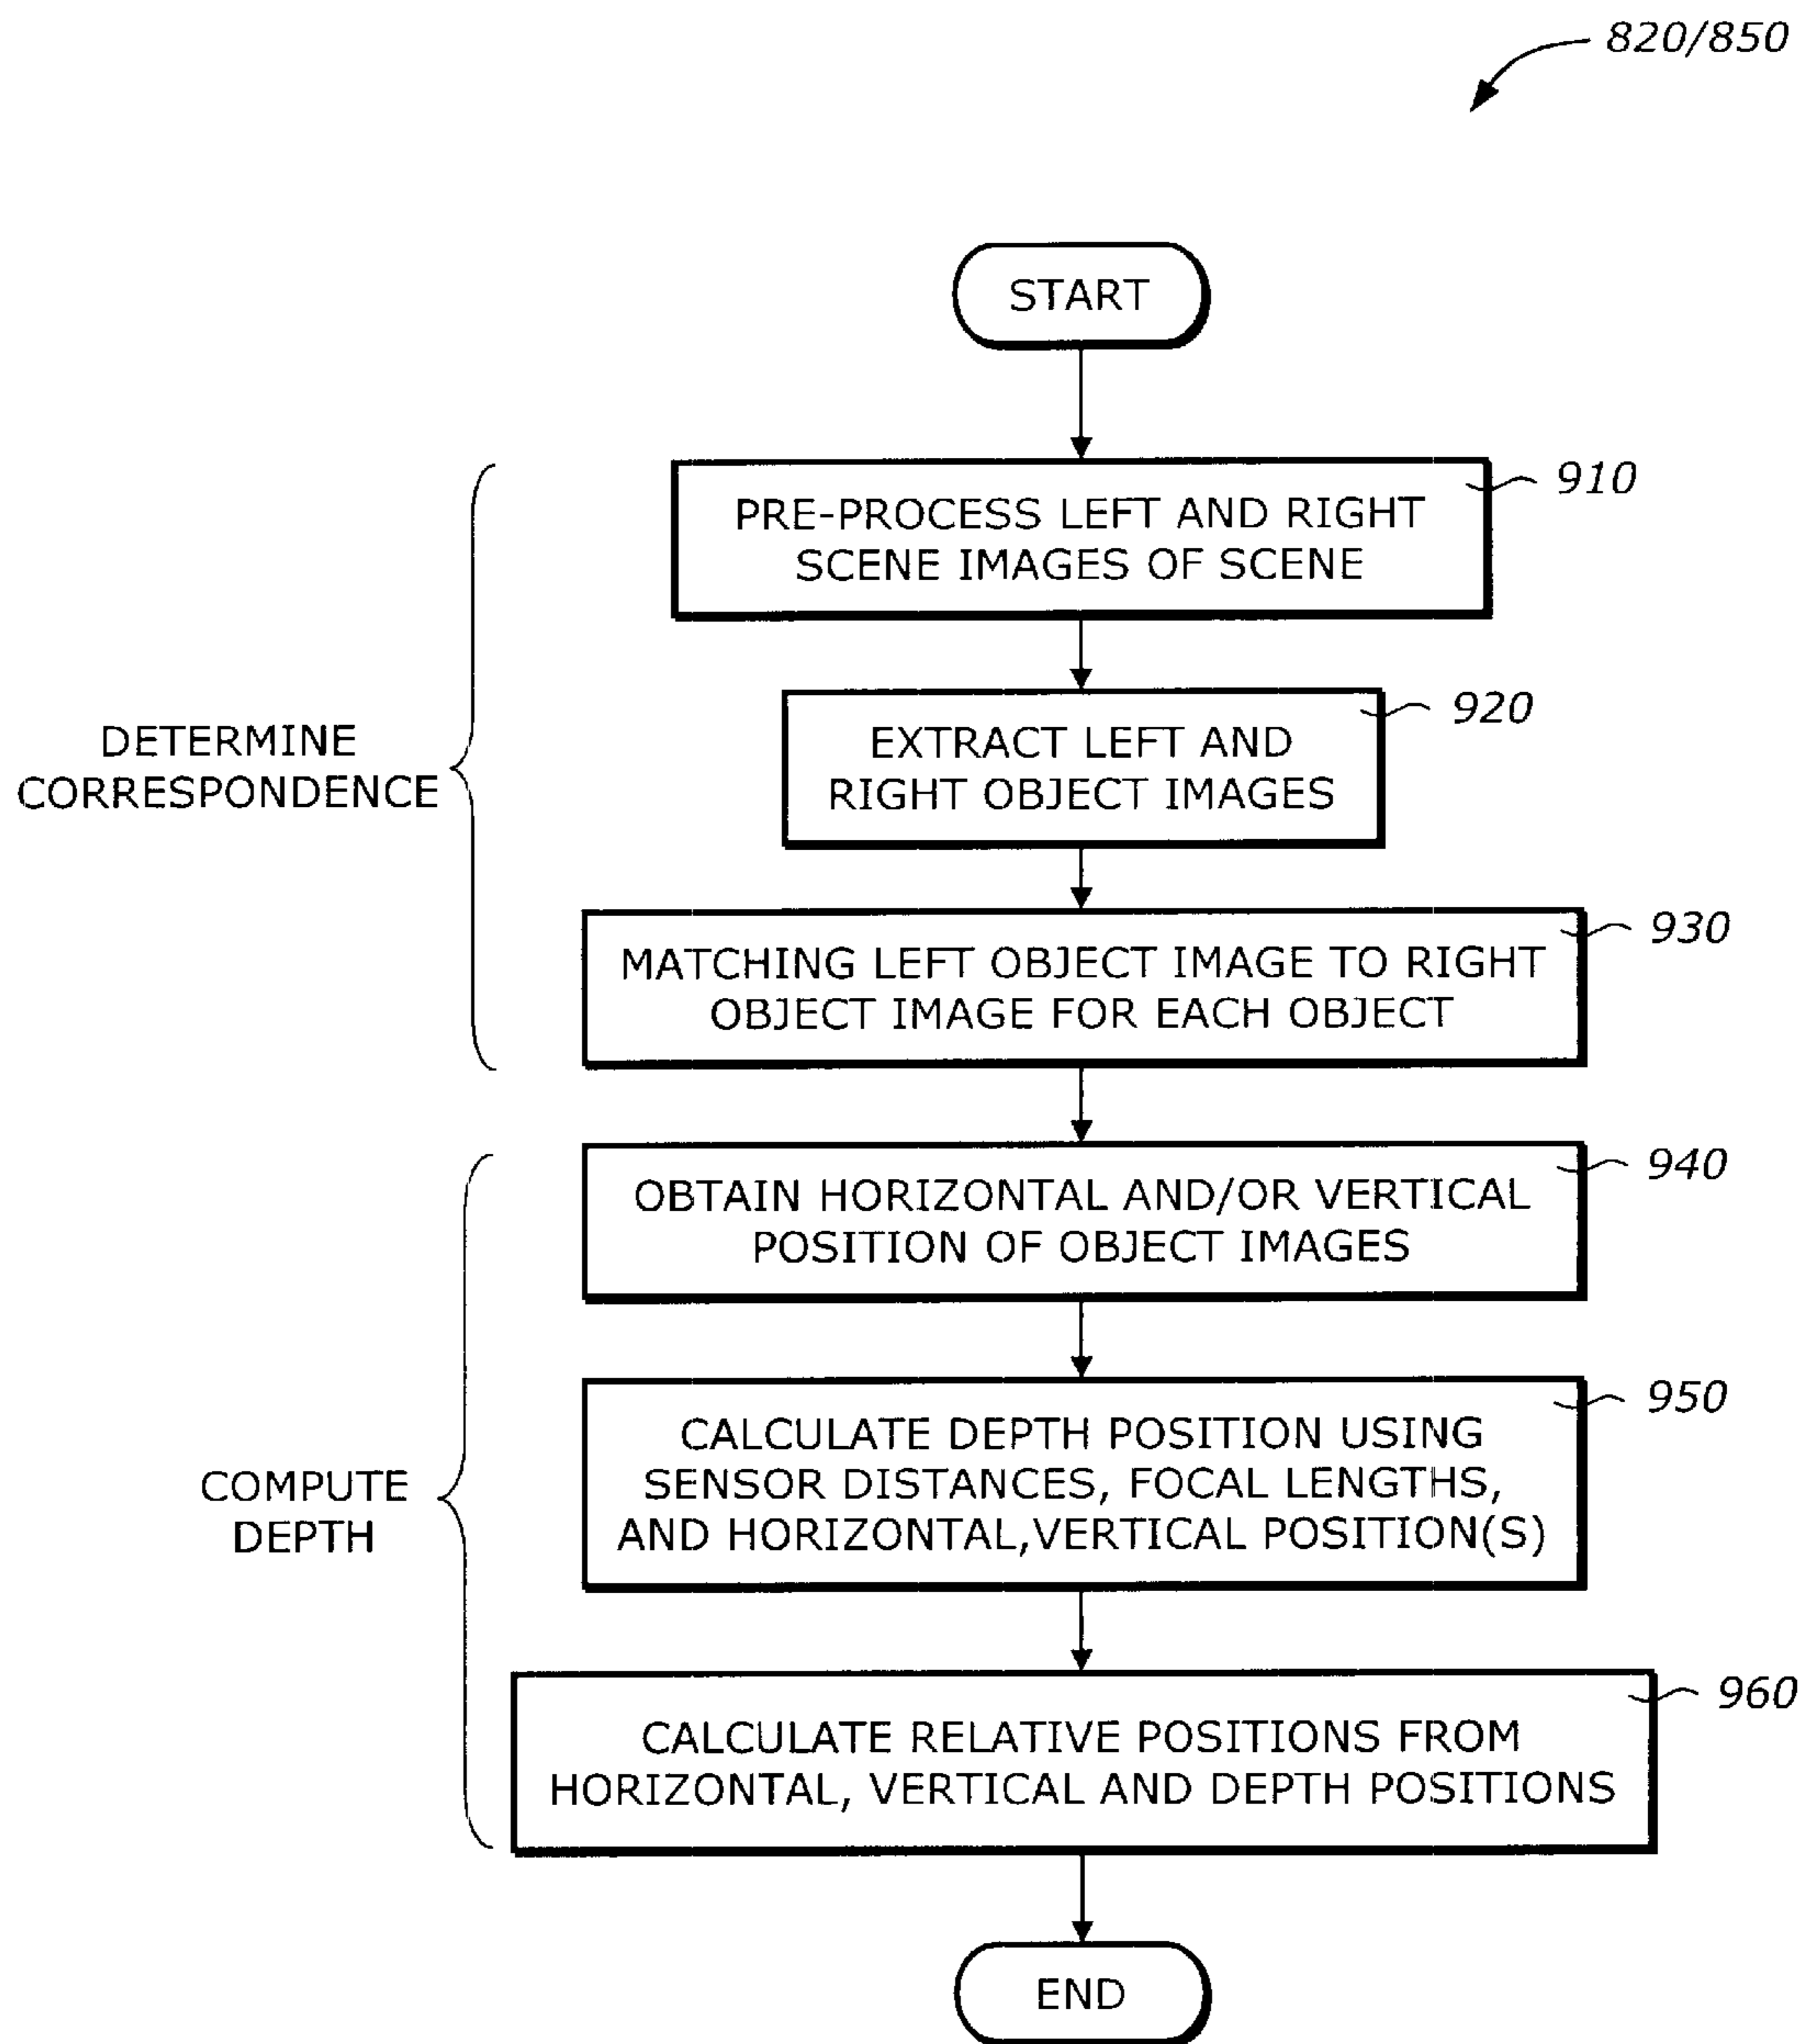 820/850
START
910
PRE-PROCESS LEFT AND RIGHT
SCENE IMAGES OF SCENE
920
EXTRACT LEFT AND
RIGHT OBJECT IMAGES
DETERMINE
CORRESPONDENCE
930
MATCHING LEFT OBJECT IMAGE TO RIGHT
OBJECT IMAGE FOR EACH OBJECT
940
OBTAIN HORIZONTAL AND/OR VERTICAL
POSITION OF OBJECT IMAGES
950
CALCULATE DEPTH POSITION USING
SENSOR DISTANCES, FOCAL LENGTHS,
AND HORIZONTAL,VERTICAL POSITION(S)
COMPUTE
DEPTH
960
CALCULATE RELATIVE POSITIONS FROM
HORIZONTAL, VERTICAL AND DEPTH POSITIONS
END